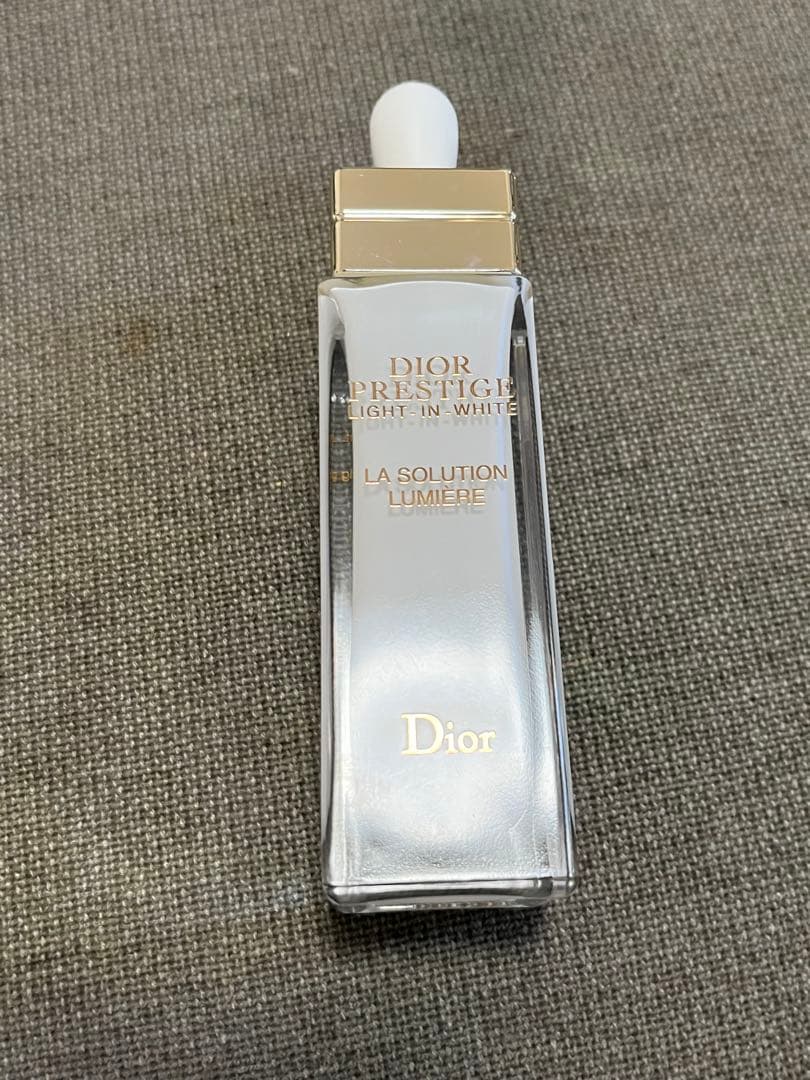 DIOR
PRESTIGE
LIGHT-IN-WHITE
LA SOLUTION
LUMIÈRE
Dior